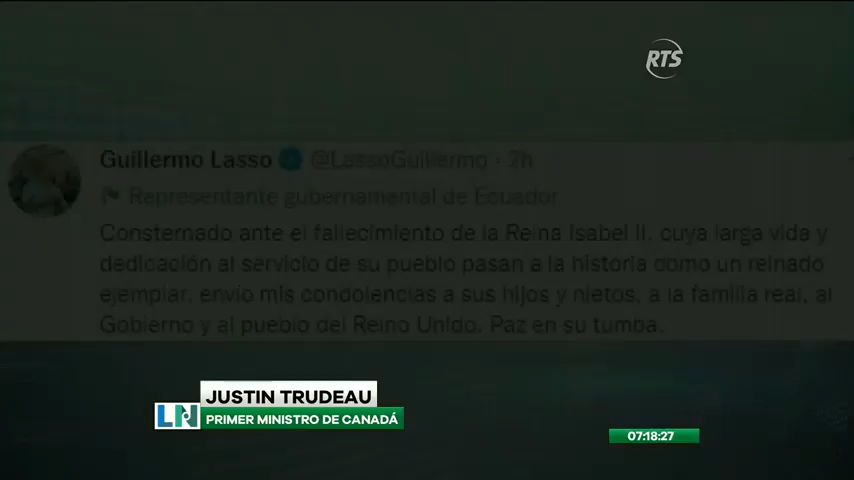 RTS
Guillermo Lasso @LassoGuillermo · 2h
Representante gubernamental de Ecuador
Consternado ante el fallecimiento de la Reina Isabel II, cuya larga vida y
dedicación al servicio de su pueblo pasan a la historia como un reinado
ejemplar, envío mis condolencias a sus hijos y nietos, a la familia real, al
Gobierno y al pueblo del Reino Unido. Paz en su tumba.
JUSTIN TRUDEAU
LN PRIMER MINISTRO DE CANADÁ
07:18:27